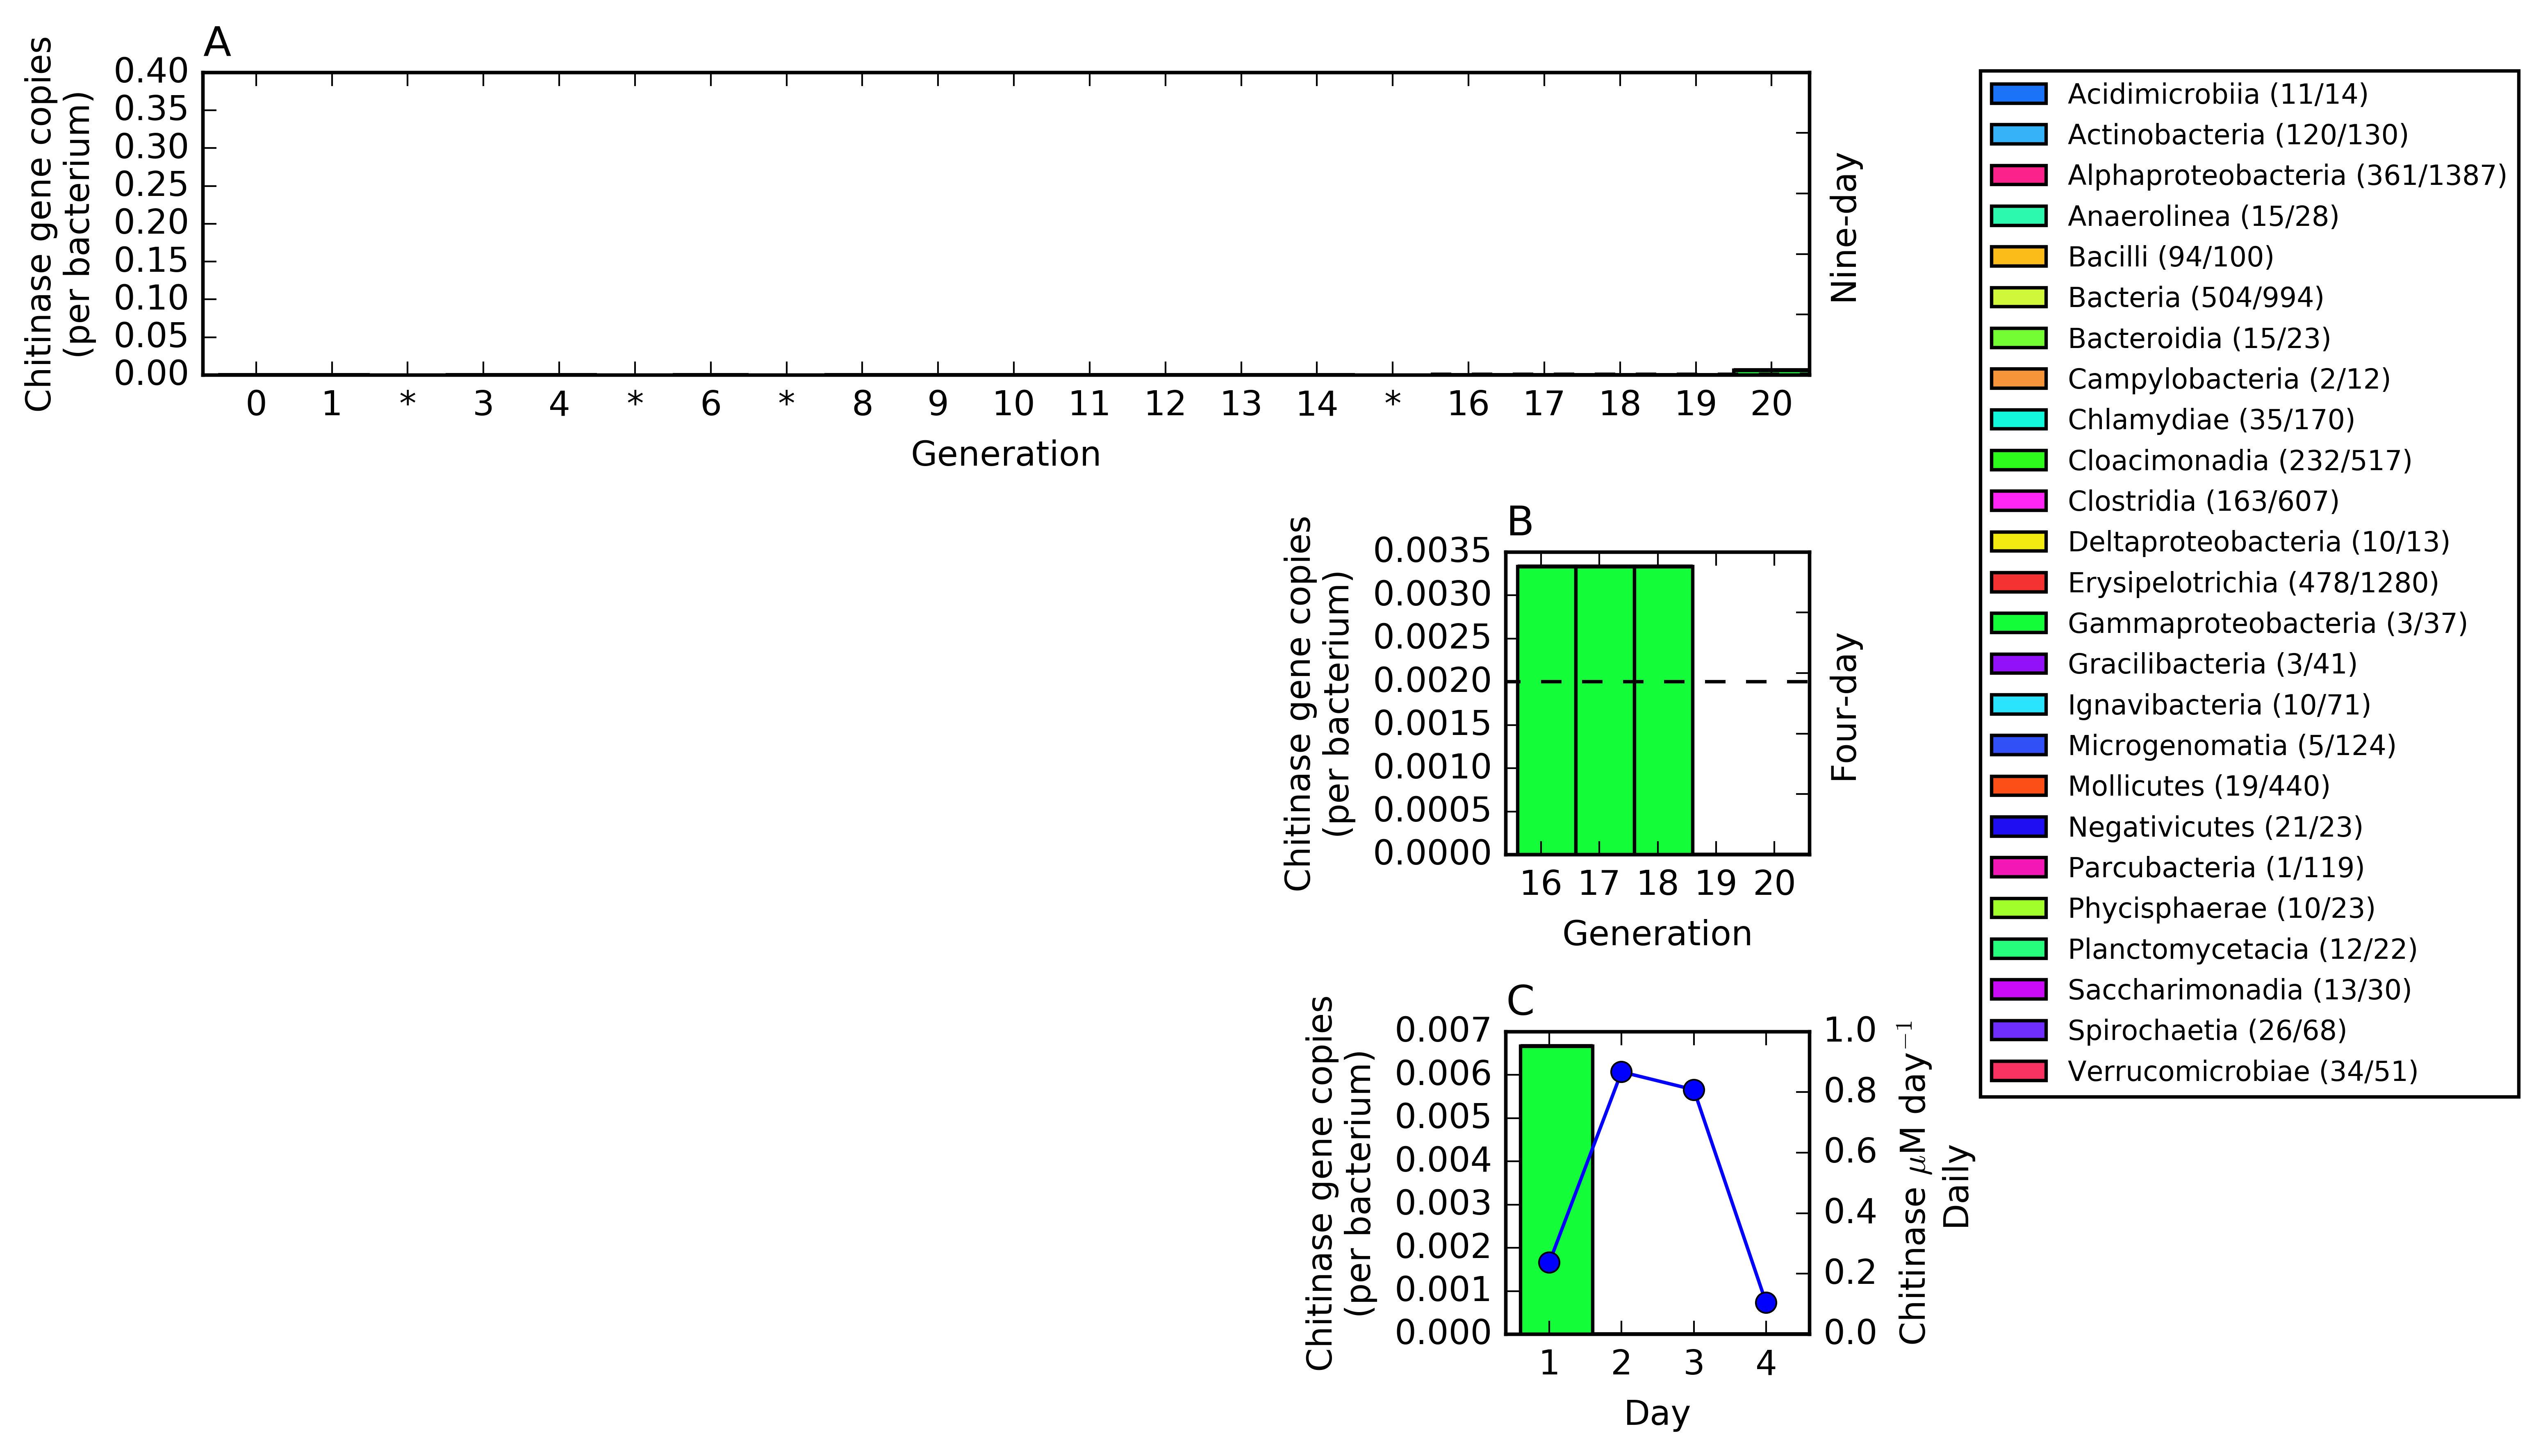 A
Chitinase gene copies
(per bacterium)
0.40
0.35
0.30
0.25
0.20
0.15
0.10
0.05
0.00
0 1 * 3 4 * 6 * 8 9 10 11 12 13 14 * 16 17 18 19 20
Generation
Nine-day
B
Chitinase gene copies
(per bacterium)
0.0035
0.0030
0.0025
0.0020
0.0015
0.0010
0.0005
0.0000
16 17 18 19 20
Generation
Four-day
C
Chitinase gene copies
(per bacterium)
0.007
0.006
0.005
0.004
0.003
0.002
0.001
0.000
1 2 3 4
Day
1.0
0.8
0.6
0.4
0.2
0.0
Chitinase μM day⁻¹
Daily
Acidimicrobiia (11/14)
Actinobacteria (120/130)
Alphaproteobacteria (361/1387)
Anaerolinea (15/28)
Bacilli (94/100)
Bacteria (504/994)
Bacteroidia (15/23)
Campylobacteria (2/12)
Chlamydiae (35/170)
Cloacimonadia (232/517)
Clostridia (163/607)
Deltaproteobacteria (10/13)
Erysipelotrichia (478/1280)
Gammaproteobacteria (3/37)
Gracilibacteria (3/41)
Ignavibacteria (10/71)
Microgenomatia (5/124)
Mollicutes (19/440)
Negativicutes (21/23)
Parcubacteria (1/119)
Phycisphaerae (10/23)
Planctomycetacia (12/22)
Saccharimonadia (13/30)
Spirochaetia (26/68)
Verrucomicrobiae (34/51)